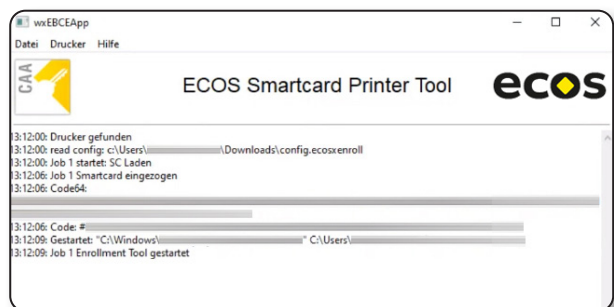 wxEBCEApp
Datei Drucker Hilfe
CAA
ECOS Smartcard Printer Tool
ecos
13:12:00: Drucker gefunden
13:12:00: read config: c:\Users\ \Downloads\config.ecosxenroll
13:12:00: Job 1 startet: SC Laden
13:12:06: Job 1 Smartcard eingezogen
13:12:06: Code64:
13:12:06: Code: #
13:12:09: Gestartet: "C:\Windows\ " C:\Users\
13:12:09: Job 1 Enrollment Tool gestartet